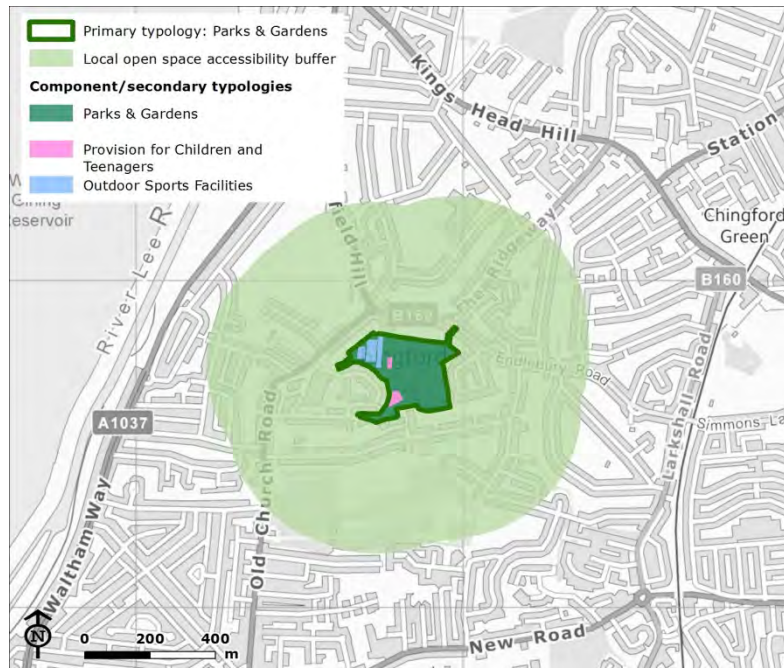 Primary typology: Parks & Gardens
Local open space accessibility buffer
Component/secondary typologies
Parks & Gardens
Provision for Children and
Teenagers
Outdoor Sports Facilities
Kings Head Hill
Station
Chingford
Green
Reservoir
River Lee
field Hill
The Ridgeway
B160
B169
Endlebury Road
Larkshall Road
Simmons La
A1037
Old Church Road
Waltham Way
New Road
N
0 200 400
m